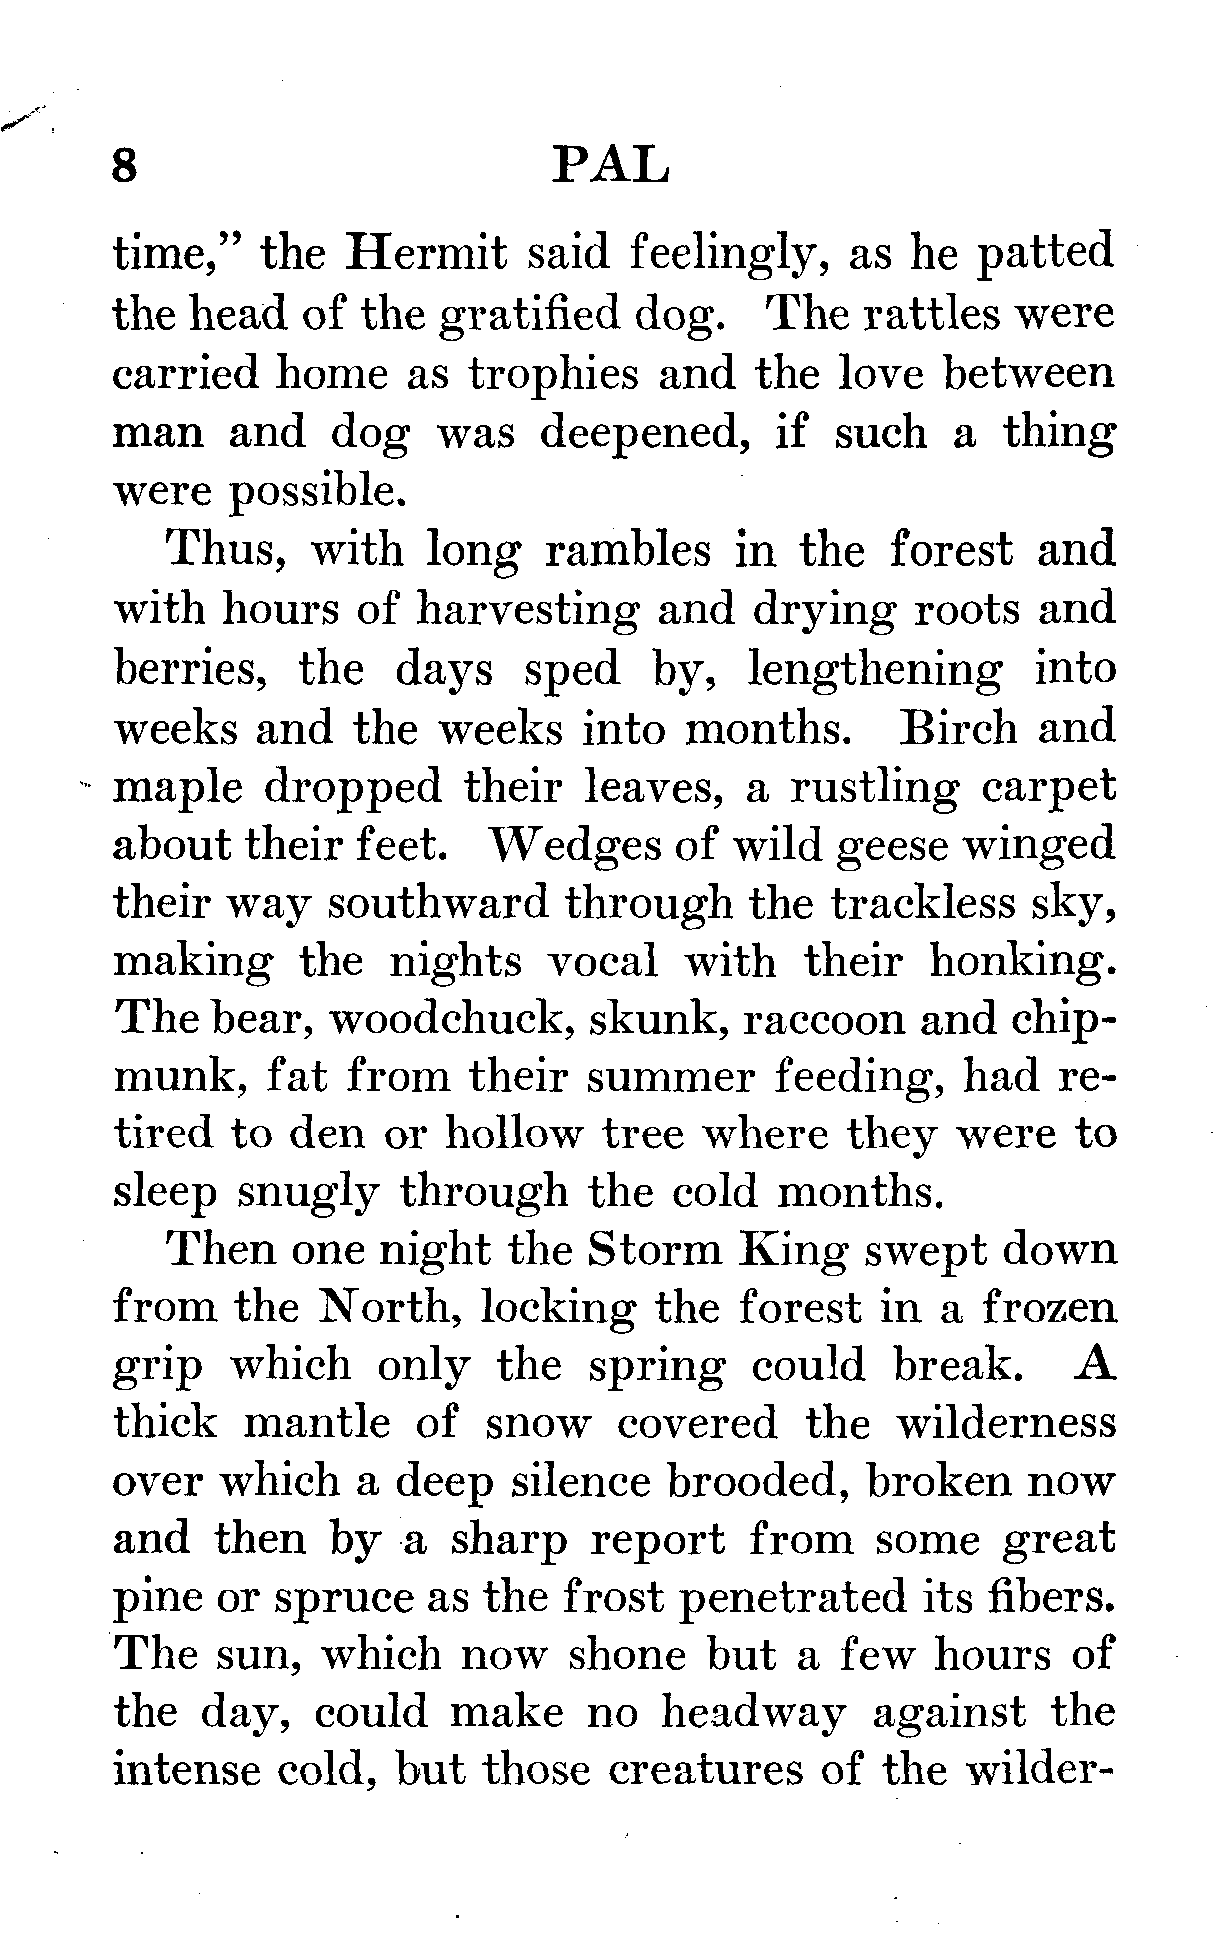 8 PAL
time,” the Hermit said feelingly, as he patted
the head of the gratified dog. The rattles were
carried home as trophies and the love between
man and dog was deepened, if such a thing
were possible.
Thus, with long rambles in the forest and
with hours of harvesting and drying roots and
berries, the days sped by, lengthening into
weeks and the weeks into months. Birch and
maple dropped their leaves, a rustling carpet
about their feet. Wedges of wild geese winged
their way southward through the trackless sky,
making the nights vocal with their honking.
The bear, woodchuck, skunk, raccoon and chip-
munk, fat from their summer feeding, had re-
tired to den or hollow tree where they were to
sleep snugly through the cold months.
Then one night the Storm King swept down
from the North, locking the forest in a frozen
grip which only the spring could break. A
thick mantle of snow covered the wilderness
over which a deep silence brooded, broken now
and then by a sharp report from some great
pine or spruce as the frost penetrated its fibers.
The sun, which now shone but a few hours of
the day, could make no headway against the
intense cold, but those creatures of the wilder-